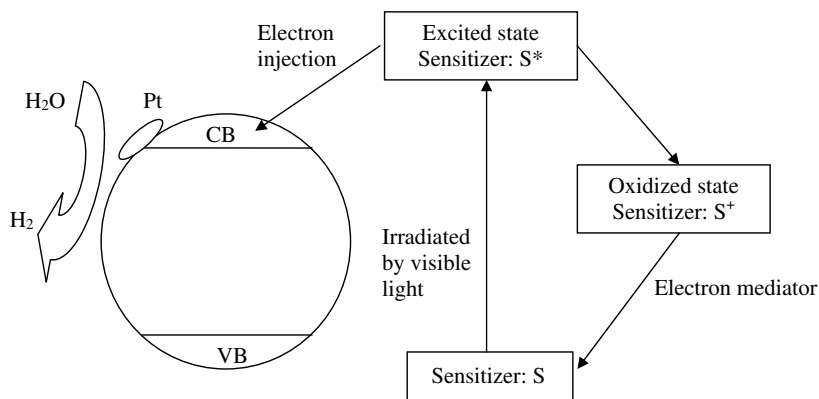 Electron
injection
Excited state
Sensitizer: S*
H₂O
Pt
CB
Oxidized state
Sensitizer: S⁺
H₂
Irradiated
by visible
light
Electron mediator
VB
Sensitizer: S